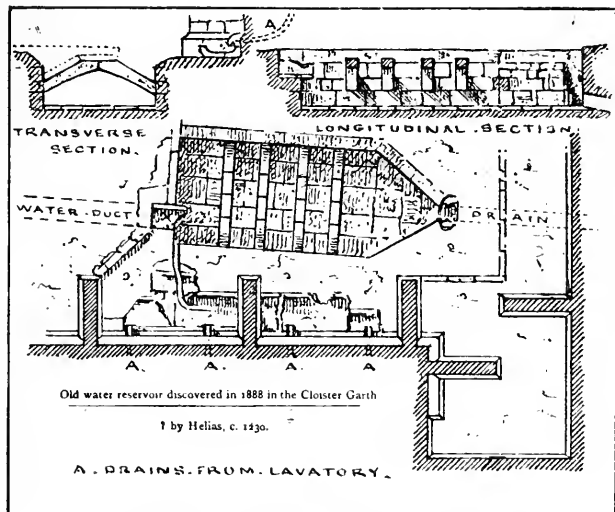 A.
TRANSVERSE
SECTION.
LONGITUDINAL SECTION
WATER-DUCT
DRAIN
A. A. A. A.
Old water reservoir discovered in 1888 in the Cloister Garth
? by Helias, c. 1230.
A. DRAINS. FROM. LAVATORY.